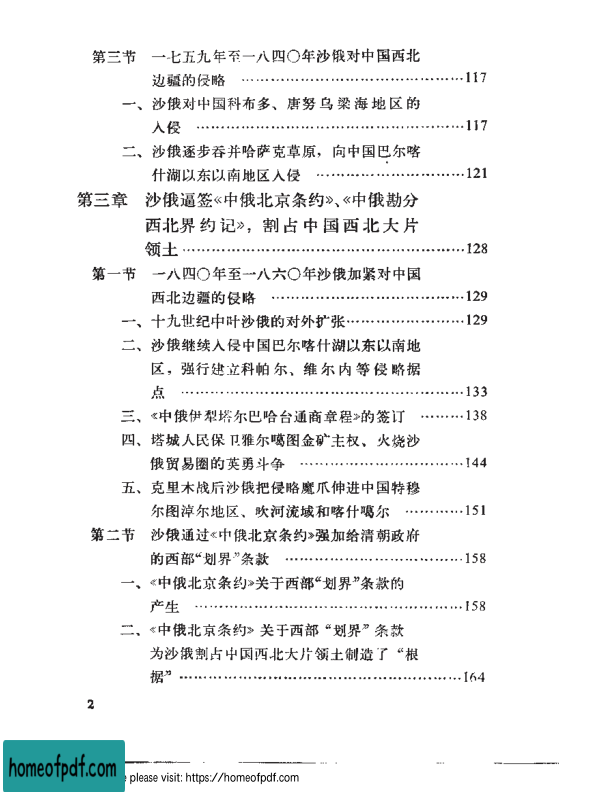 第三节 一七五九年至一八四〇年沙俄对中国西北
边疆的侵略 ……………………………………117
一、沙俄对中国科布多、唐努乌梁海地区的
入侵 ……………………………………………117
二、沙俄逐步吞并哈萨克草原，向中国巴尔喀
什湖以东以南地区入侵 ………………………121
第三章 沙俄逼签《中俄北京条约》、《中俄勘分
西北界约记》，割占中国西北大片
领土………………………………………………128
第一节 一八四〇年至一八六〇年沙俄加紧对中国
西北边疆的侵略 ………………………………129
一、十九世纪中叶沙俄的对外扩张…………………129
二、沙俄继续入侵中国巴尔喀什湖以东以南地
区，强行建立科帕尔、维尔内等侵略据
点 ………………………………………………133
三、《中俄伊犁塔尔巴哈台通商章程》的签订 ………138
四、塔城人民保卫雅尔噶图金矿主权、火烧沙
俄贸易圈的英勇斗争 …………………………144
五、克里木战后沙俄把侵略魔爪伸进中国特穆
尔图淖尔地区、吹河流域和喀什噶尔 …………151
第二节 沙俄通过《中俄北京条约》强加给清朝政府
的西部“划界”条款 ……………………………158
一、《中俄北京条约》关于西部“划界”条款的
产生 ……………………………………………158
二、《中俄北京条约》关于西部“划界”条款
为沙俄割占中国西北大片领土制造了“根
据”………………………………………………164
2
homeofpdf.com
e please visit: https://homeofpdf.com